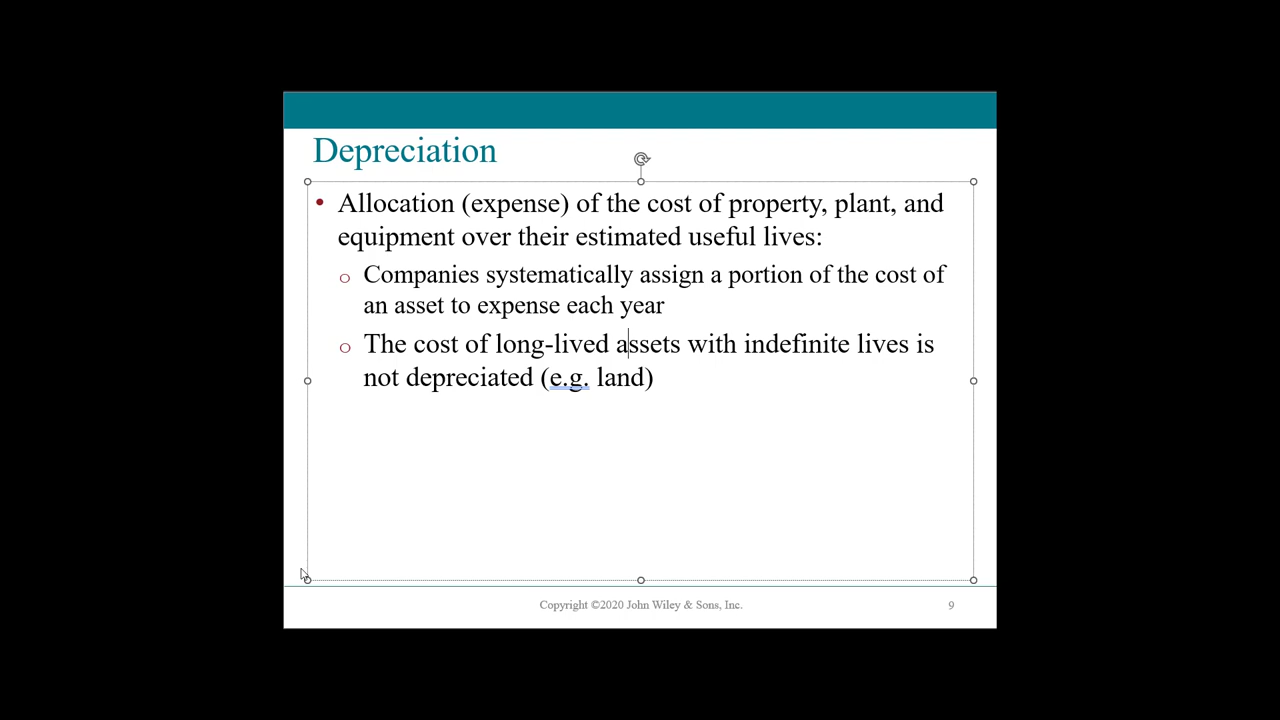 Depreciation
• Allocation (expense) of the cost of property, plant, and
equipment over their estimated useful lives:
o Companies systematically assign a portion of the cost of
an asset to expense each year
o The cost of long-lived assets with indefinite lives is
not depreciated (e.g. land)
Copyright ©2020 John Wiley & Sons, Inc.
9